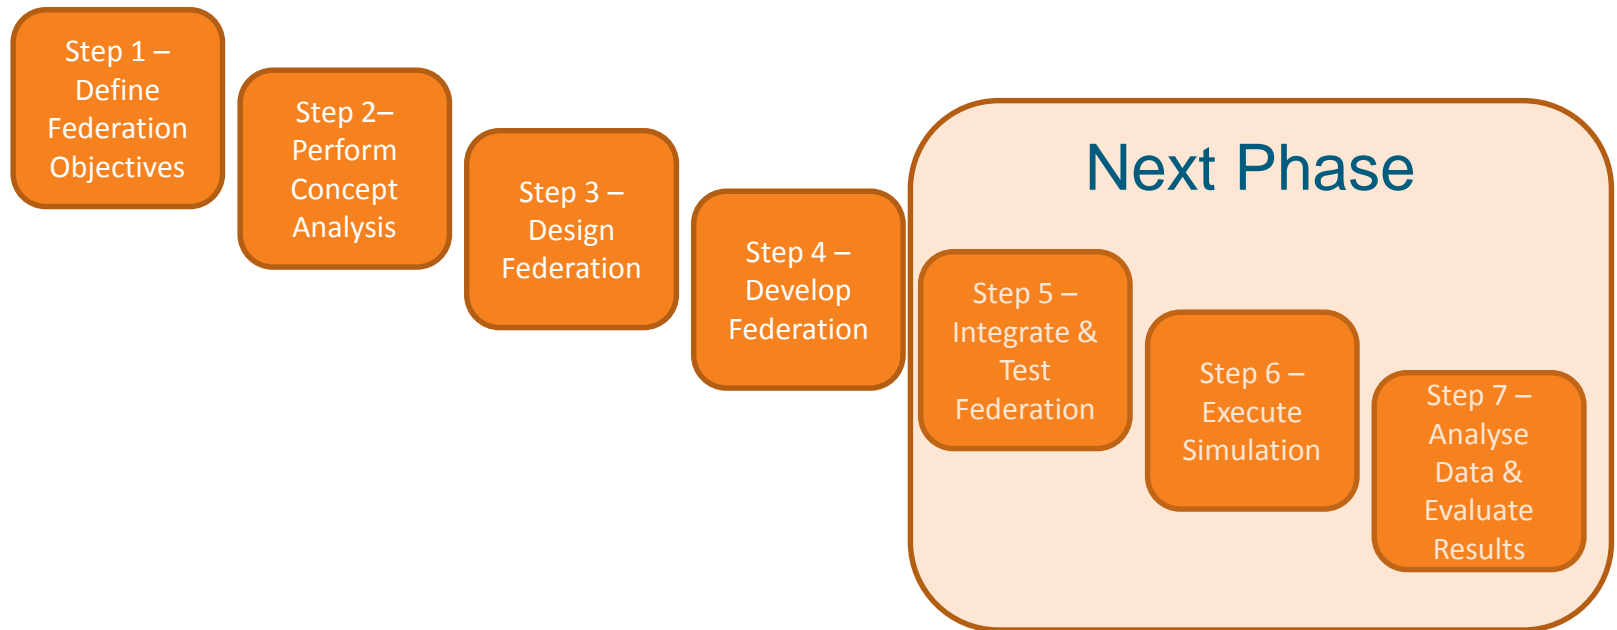 Step 1 –
Define
Federation
Objectives
Step 2–
Perform
Concept
Analysis
Step 3 –
Design
Federation
Step 4 –
Develop
Federation
Next Phase
Step 5 –
Integrate &
Test
Federation
Step 6 –
Execute
Simulation
Step 7 –
Analyse
Data &
Evaluate
Results